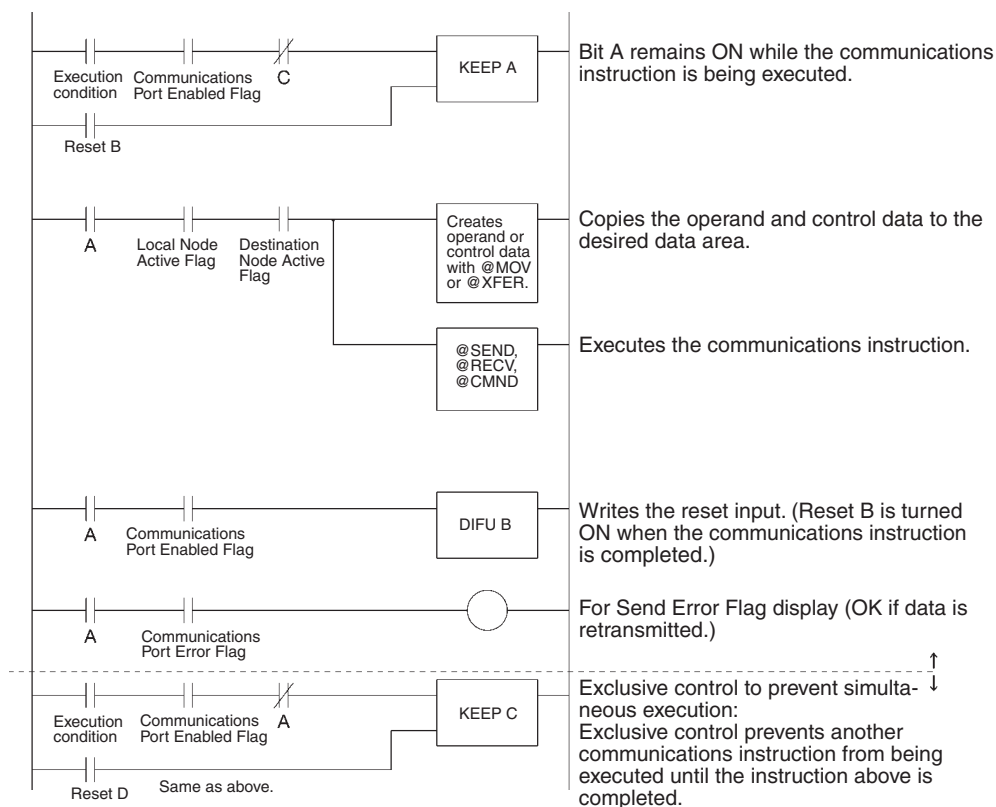 Execution
condition
Communications
Port Enabled Flag
C
KEEP A
Bit A remains ON while the communications
instruction is being executed.
Reset B
A
Local Node
Active Flag
Destination
Node Active
Flag
Creates
operand or
control data
with @MOV
or @XFER.
Copies the operand and control data to the
desired data area.
@SEND,
@RECV,
@CMND
Executes the communications instruction.
A
Communications
Port Enabled Flag
DIFU B
Writes the reset input. (Reset B is turned
ON when the communications instruction
is completed.)
A
Communications
Port Error Flag
For Send Error Flag display (OK if data is
retransmitted.)
↑
↓
Execution
condition
Communications
Port Enabled Flag
A
KEEP C
Exclusive control to prevent simulta-
neous execution:
Exclusive control prevents another
communications instruction from being
executed until the instruction above is
completed.
Reset D
Same as above.